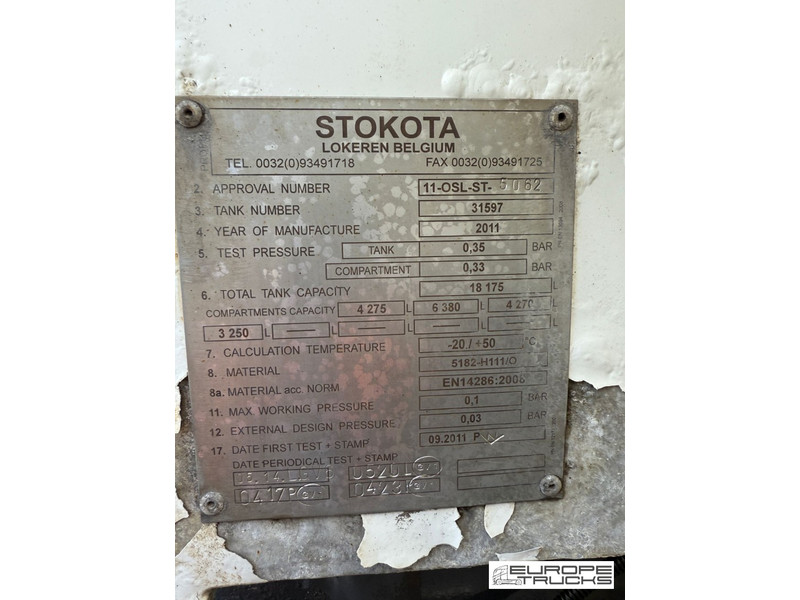 STOKOTA
LOKEREN BELGIUM
TEL. 0032(0)93491718 FAX 0032(0)93491725
2. APPROVAL NUMBER 11-OSL-ST-5062
3. TANK NUMBER 31597
4. YEAR OF MANUFACTURE 2011
5. TEST PRESSURE TANK 0,35 BAR
COMPARTMENT 0,33 BAR
6. TOTAL TANK CAPACITY 18 175 L
COMPARTMENTS CAPACITY 4 275 L 6 380 L 4 270 L
3 250 L — L — L — L — L
7. CALCULATION TEMPERATURE -20 / +50 °C
8. MATERIAL 5182-H111/O
8a. MATERIAL acc. NORM EN14286:2008
11. MAX. WORKING PRESSURE 0,1 BAR
12. EXTERNAL DESIGN PRESSURE 0,03 BAR
17. DATE FIRST TEST + STAMP 09.2011 P
DATE PERIODICAL TEST + STAMP
05.14.L 0520L
0417P 0423
EUROPE
TRUCKS